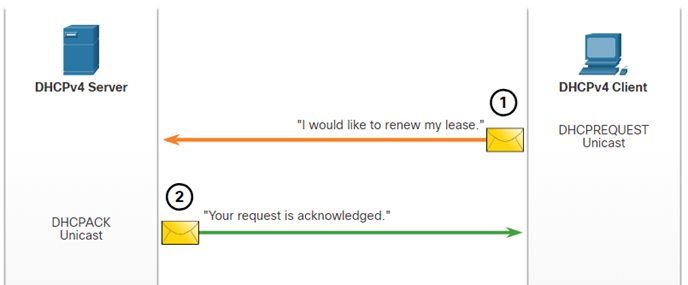 DHCPv4 Server
DHCPv4 Client
1
"I would like to renew my lease."
DHCPREQUEST
Unicast
2
"Your request is acknowledged."
DHCPACK
Unicast